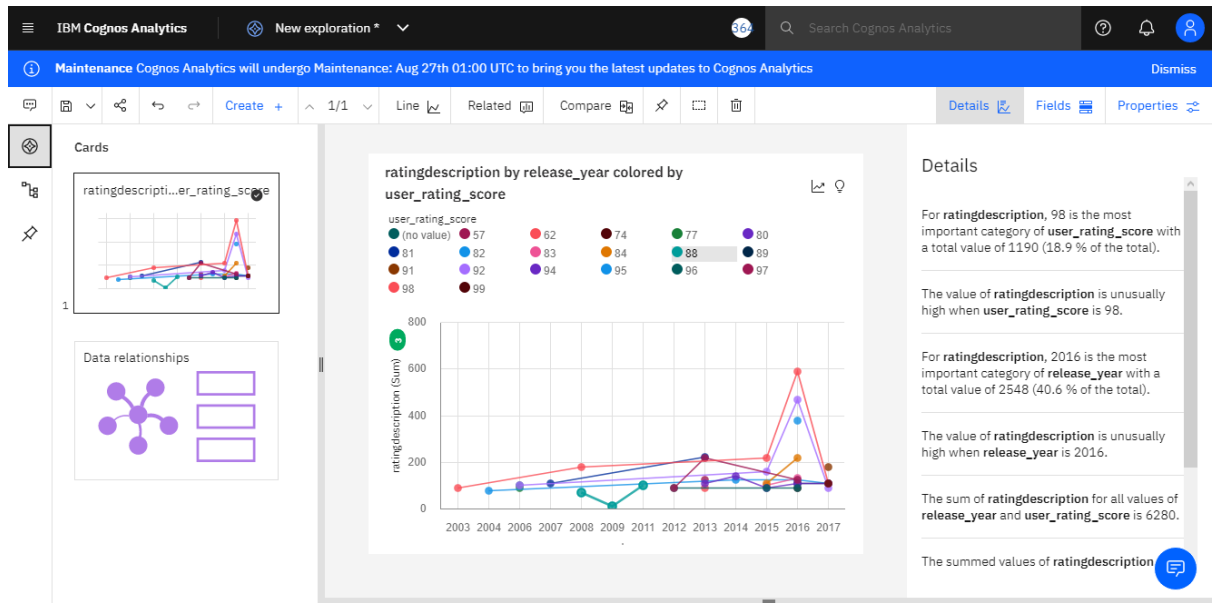 IBM Cognos Analytics
New exploration *
364
Search Cognos Analytics
Maintenance Cognos Analytics will undergo Maintenance: Aug 27th 01:00 UTC to bring you the latest updates to Cognos Analytics
Dismiss
Create +
1/1
Line
Related
Compare
Details
Fields
Properties
Cards
ratingdescripti...er_rating_score
1
Data relationships
ratingdescription by release_year colored by
user_rating_score
user_rating_score
(no value) 57 62 74 77 80
81 82 83 84 88 89
91 92 94 95 96 97
98 99
800
600
400
200
0
3
ratingdescription (Sum)
2003 2004 2006 2007 2008 2009 2011 2012 2013 2014 2015 2016 2017
Details
For ratingdescription, 98 is the most
important category of user_rating_score with
a total value of 1190 (18.9 % of the total).
The value of ratingdescription is unusually
high when user_rating_score is 98.
For ratingdescription, 2016 is the most
important category of release_year with a
total value of 2548 (40.6 % of the total).
The value of ratingdescription is unusually
high when release_year is 2016.
The sum of ratingdescription for all values of
release_year and user_rating_score is 6280.
The summed values of ratingdescription